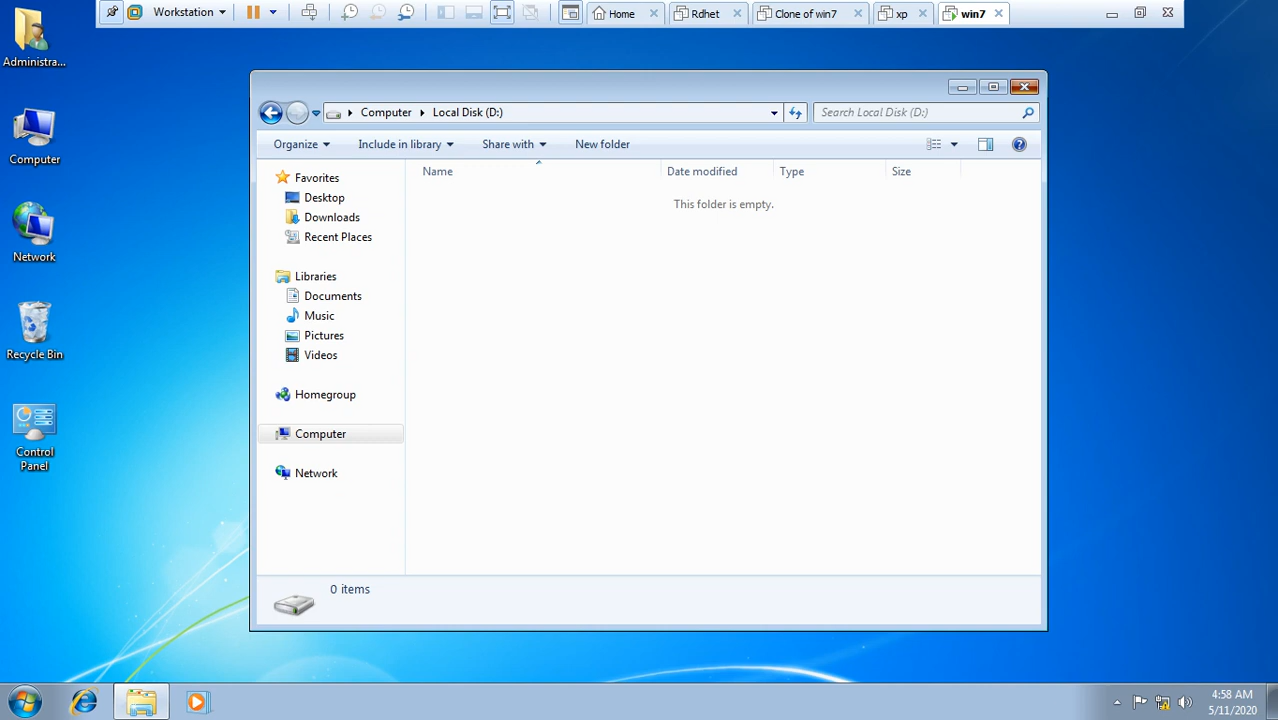 Workstation
Home
Rdhet
Clone of win7
xp
win7
Administra...
Computer
Network
Recycle Bin
Control
Panel
Computer
Local Disk (D:)
Search Local Disk (D:)
Organize
Include in library
Share with
New folder
Favorites
Desktop
Downloads
Recent Places
Libraries
Documents
Music
Pictures
Videos
Homegroup
Computer
Network
Name
Date modified
Type
Size
This folder is empty.
0 items
4:58 AM
5/11/2020